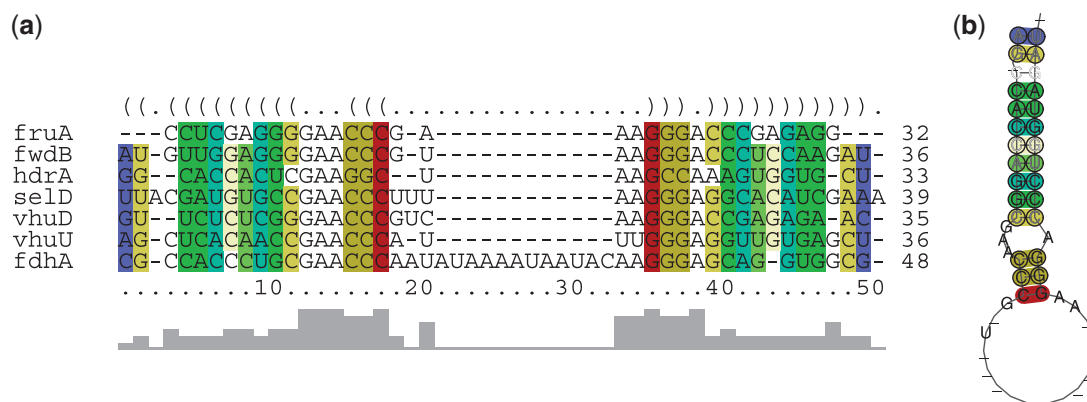 (a)
((.(((((((((...(((.................))).))))))))))).
fruA ---CCUCGAGGGGAACCCG-A------------AAGGGACCCGAGAGG--- 32
fwdB AU-GUUGGAGGGGAACCCG-U------------AAGGGACCCUCCAAGAU- 36
hdrA GG--CACCACUCGAAGGC--U------------AAGCCAAAGUGGUG-CU- 33
selD UUACGAUGUGCCGAACCCUUU------------AAGGGAGGCACAUCGAAA 39
vhuD GU--UCUCUCGGGAACCCGUC------------AAGGGACCGAGAGA-AC- 35
vhuU AG-CUCACAACCGAACCCA-U------------UUGGGAGGUUGUGAGCU- 36
fdhA CG-CCACCCUGCGAACCCAAUAUAAAAUAAUACAAGGGAGCAG-GUGGCG- 48
.........10........20........30........40........50
(b)